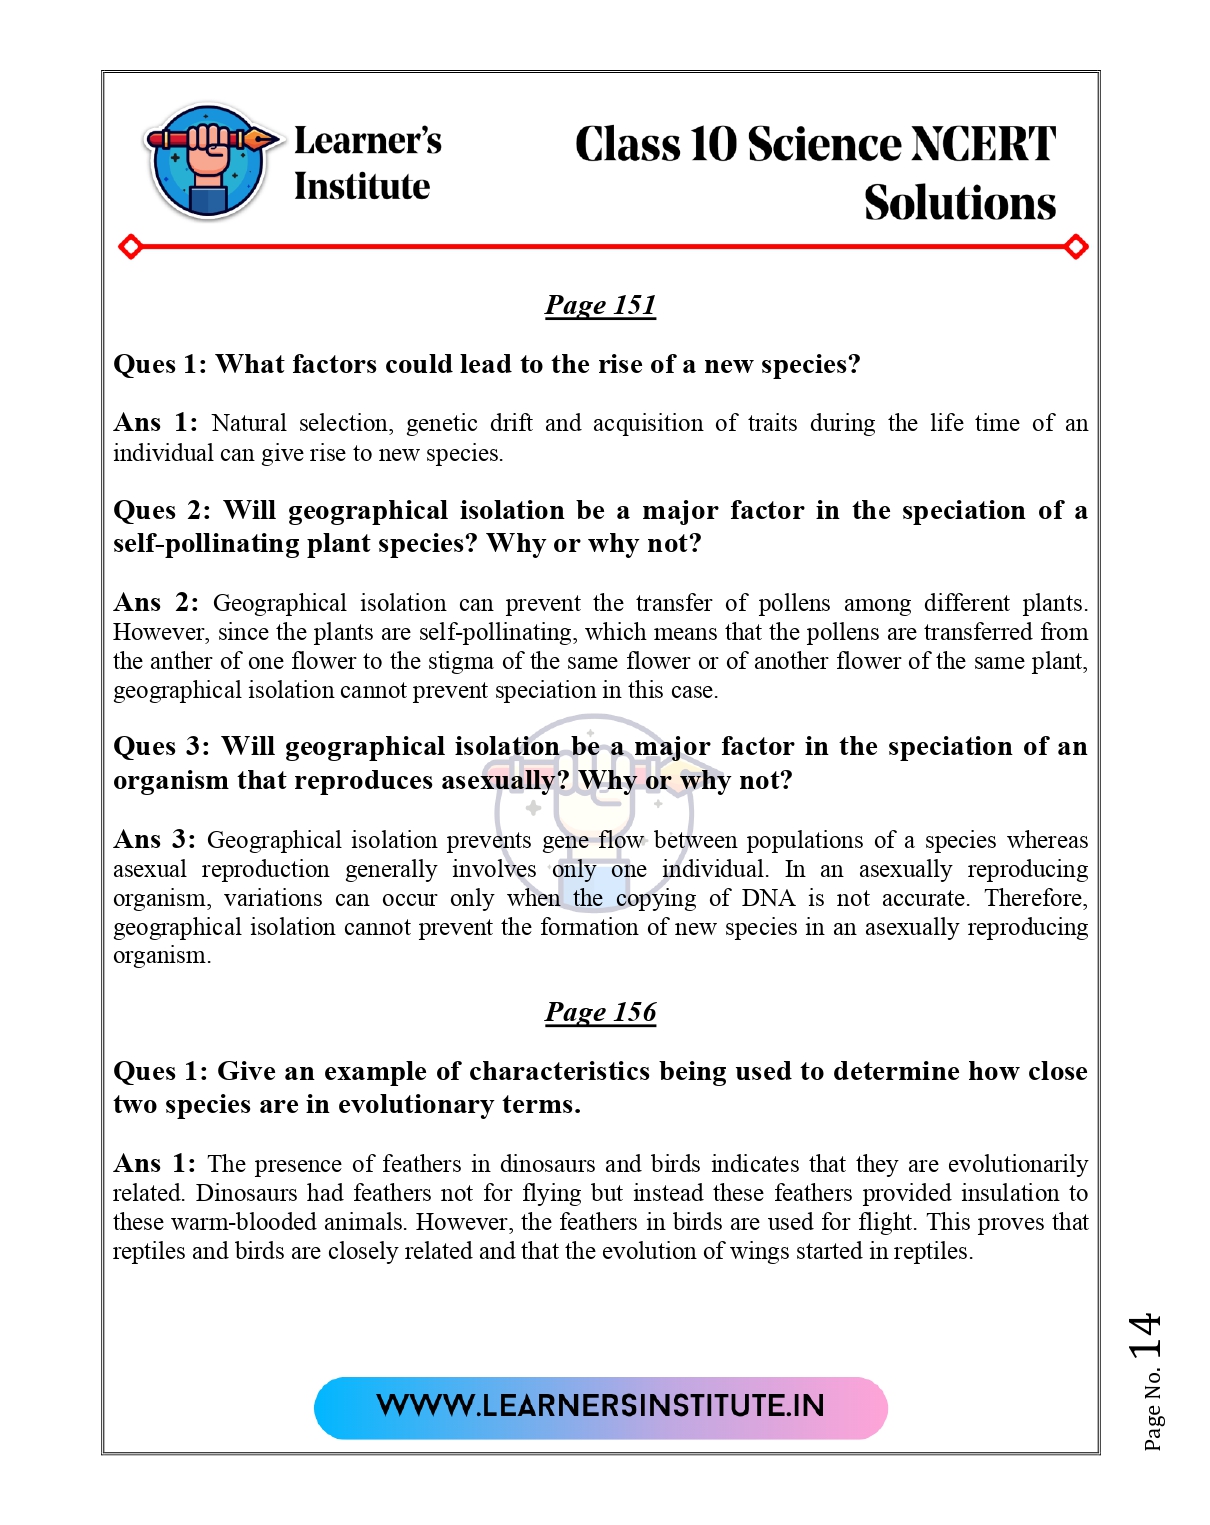 Learner's
Institute
Class 10 Science NCERT
Solutions
Page 151
Ques 1: What factors could lead to the rise of a new species?
Ans 1: Natural selection, genetic drift and acquisition of traits during the life time of an
individual can give rise to new species.
Ques 2: Will geographical isolation be a major factor in the speciation of a
self-pollinating plant species? Why or why not?
Ans 2: Geographical isolation can prevent the transfer of pollens among different plants.
However, since the plants are self-pollinating, which means that the pollens are transferred from
the anther of one flower to the stigma of the same flower or of another flower of the same plant,
geographical isolation cannot prevent speciation in this case.
Ques 3: Will geographical isolation be a major factor in the speciation of an
organism that reproduces asexually? Why or why not?
Ans 3: Geographical isolation prevents gene flow between populations of a species whereas
asexual reproduction generally involves only one individual. In an asexually reproducing
organism, variations can occur only when the copying of DNA is not accurate. Therefore,
geographical isolation cannot prevent the formation of new species in an asexually reproducing
organism.
Page 156
Ques 1: Give an example of characteristics being used to determine how close
two species are in evolutionary terms.
Ans 1: The presence of feathers in dinosaurs and birds indicates that they are evolutionarily
related. Dinosaurs had feathers not for flying but instead these feathers provided insulation to
these warm-blooded animals. However, the feathers in birds are used for flight. This proves that
reptiles and birds are closely related and that the evolution of wings started in reptiles.
Page No. 14
WWW.LEARNERSINSTITUTE.IN